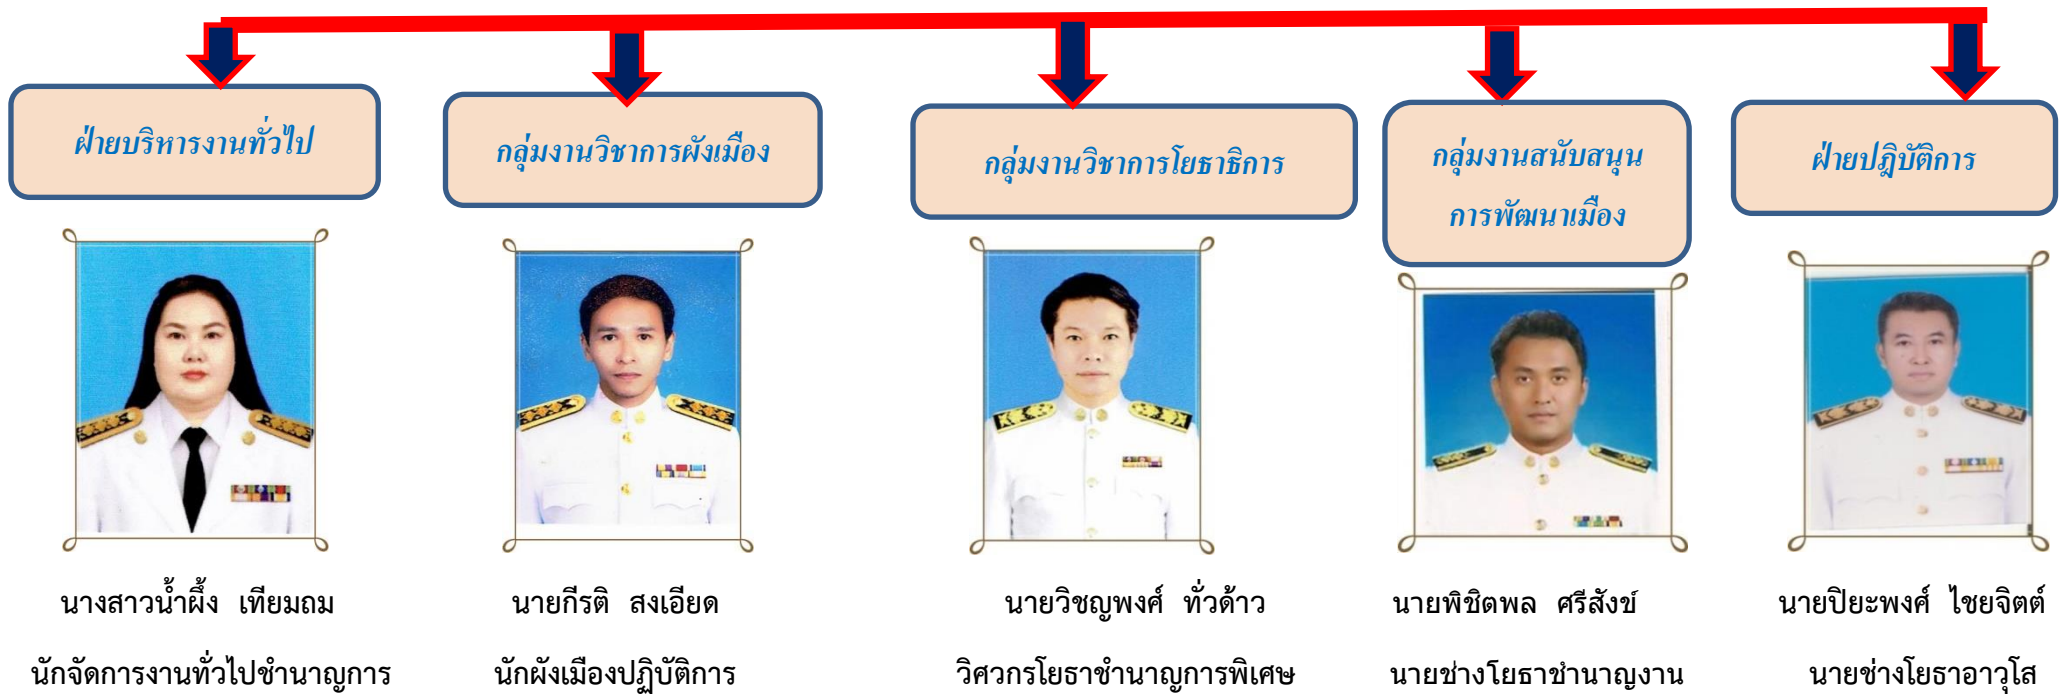 ฝ่ายบริหารงานทั่วไป
กลุ่มงานวิชาการผังเมือง
กลุ่มงานวิชาการโยธาธิการ
กลุ่มงานสนับสนุน
การพัฒนาเมือง
ฝ่ายปฎิบัติการ
นางสาวน้ำผึ้ง เทียมถม
นักจัดการงานทั่วไปชำนาญการ
นายกีรติ สงเอียด
นักผังเมืองปฏิบัติการ
นายวิชญพงศ์ ทั่วด้าว
วิศวกรโยธาชำนาญการพิเศษ
นายพิชิตพล ศรีสังข์
นายช่างโยธาชำนาญงาน
นายปิยะพงศ์ ไชยจิตต์
นายช่างโยธาอาวุโส